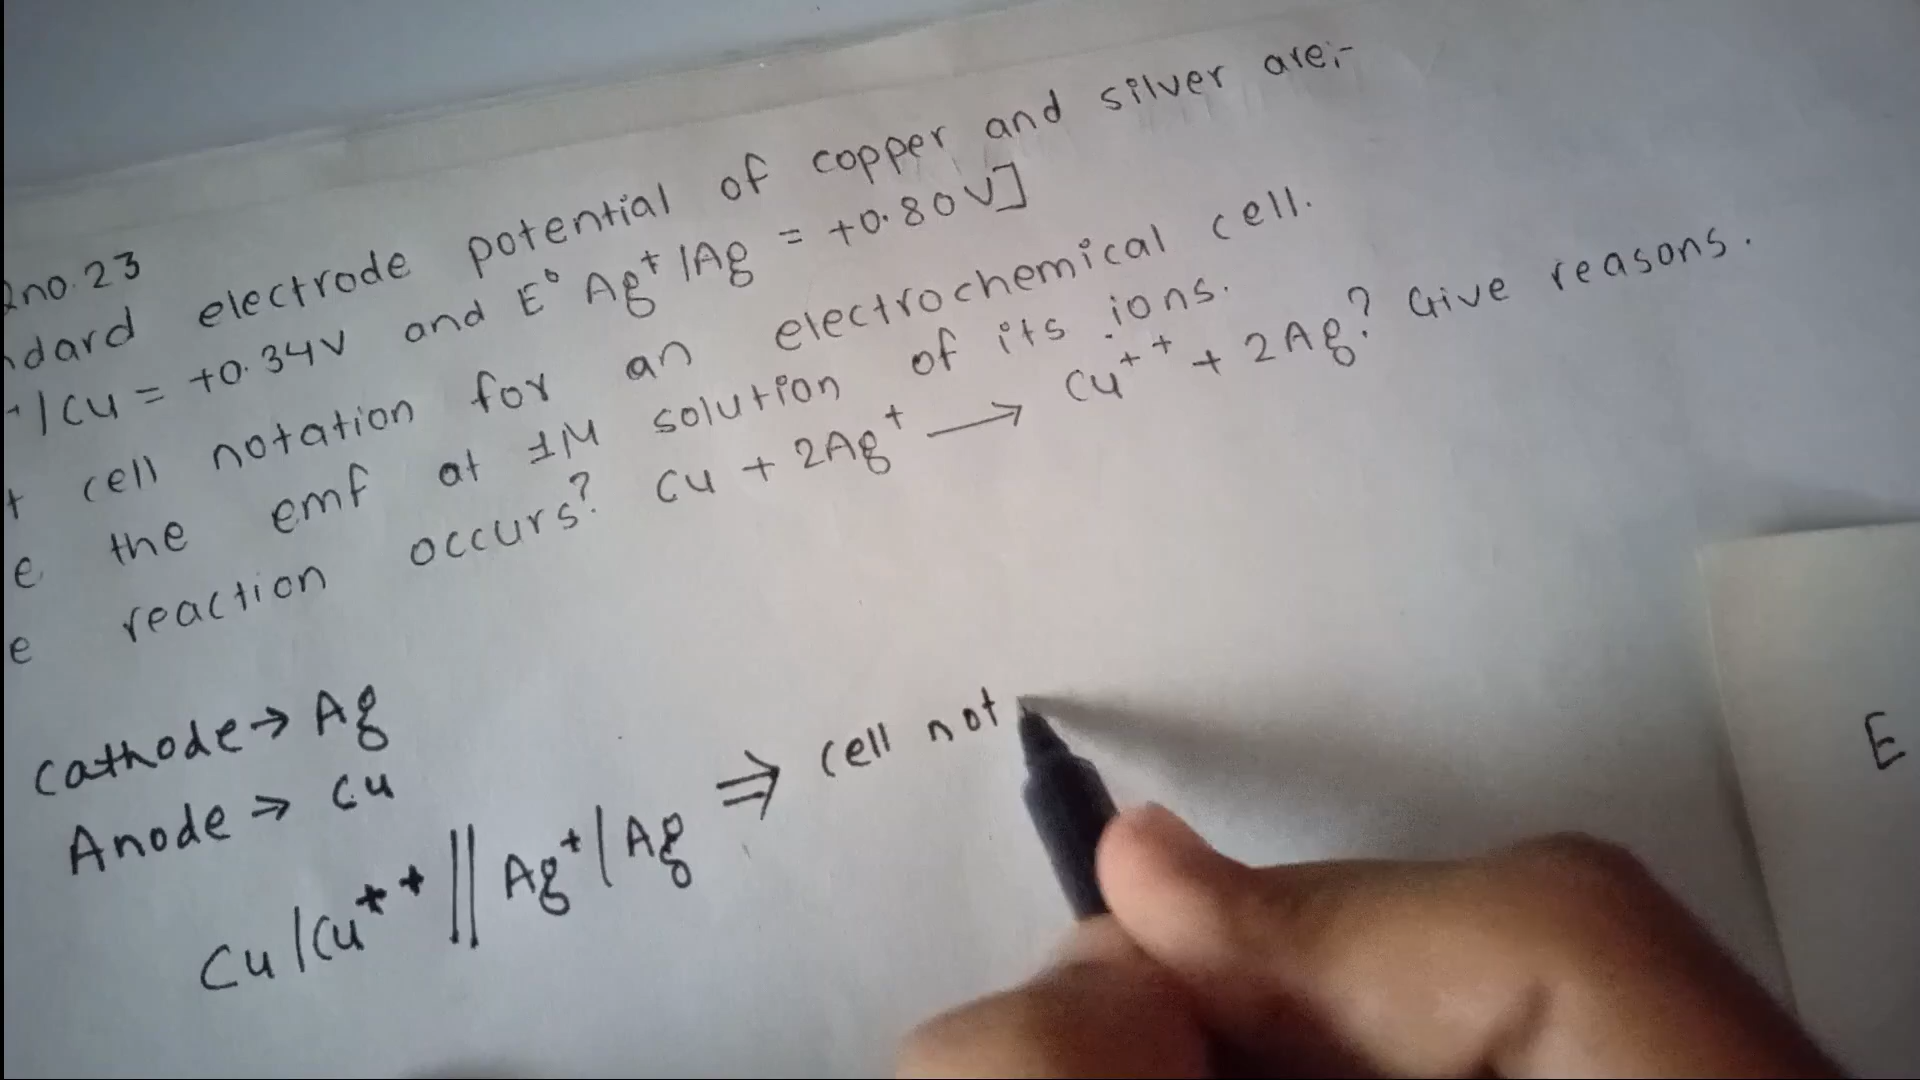 no. 23
dard electrode potential of copper and silver are:-
+/Cu = +0.34V and E° Ag+/Ag = +0.80V]
cell notation for an electrochemical cell.
e the emf at 1M solution of its ions.
e reaction occurs? Cu + 2Ag+ → Cu++ + 2Ag? Give reasons.
Cathode → Ag
Anode → Cu
Cu/Cu++ || Ag+/Ag ⇒ cell not
E